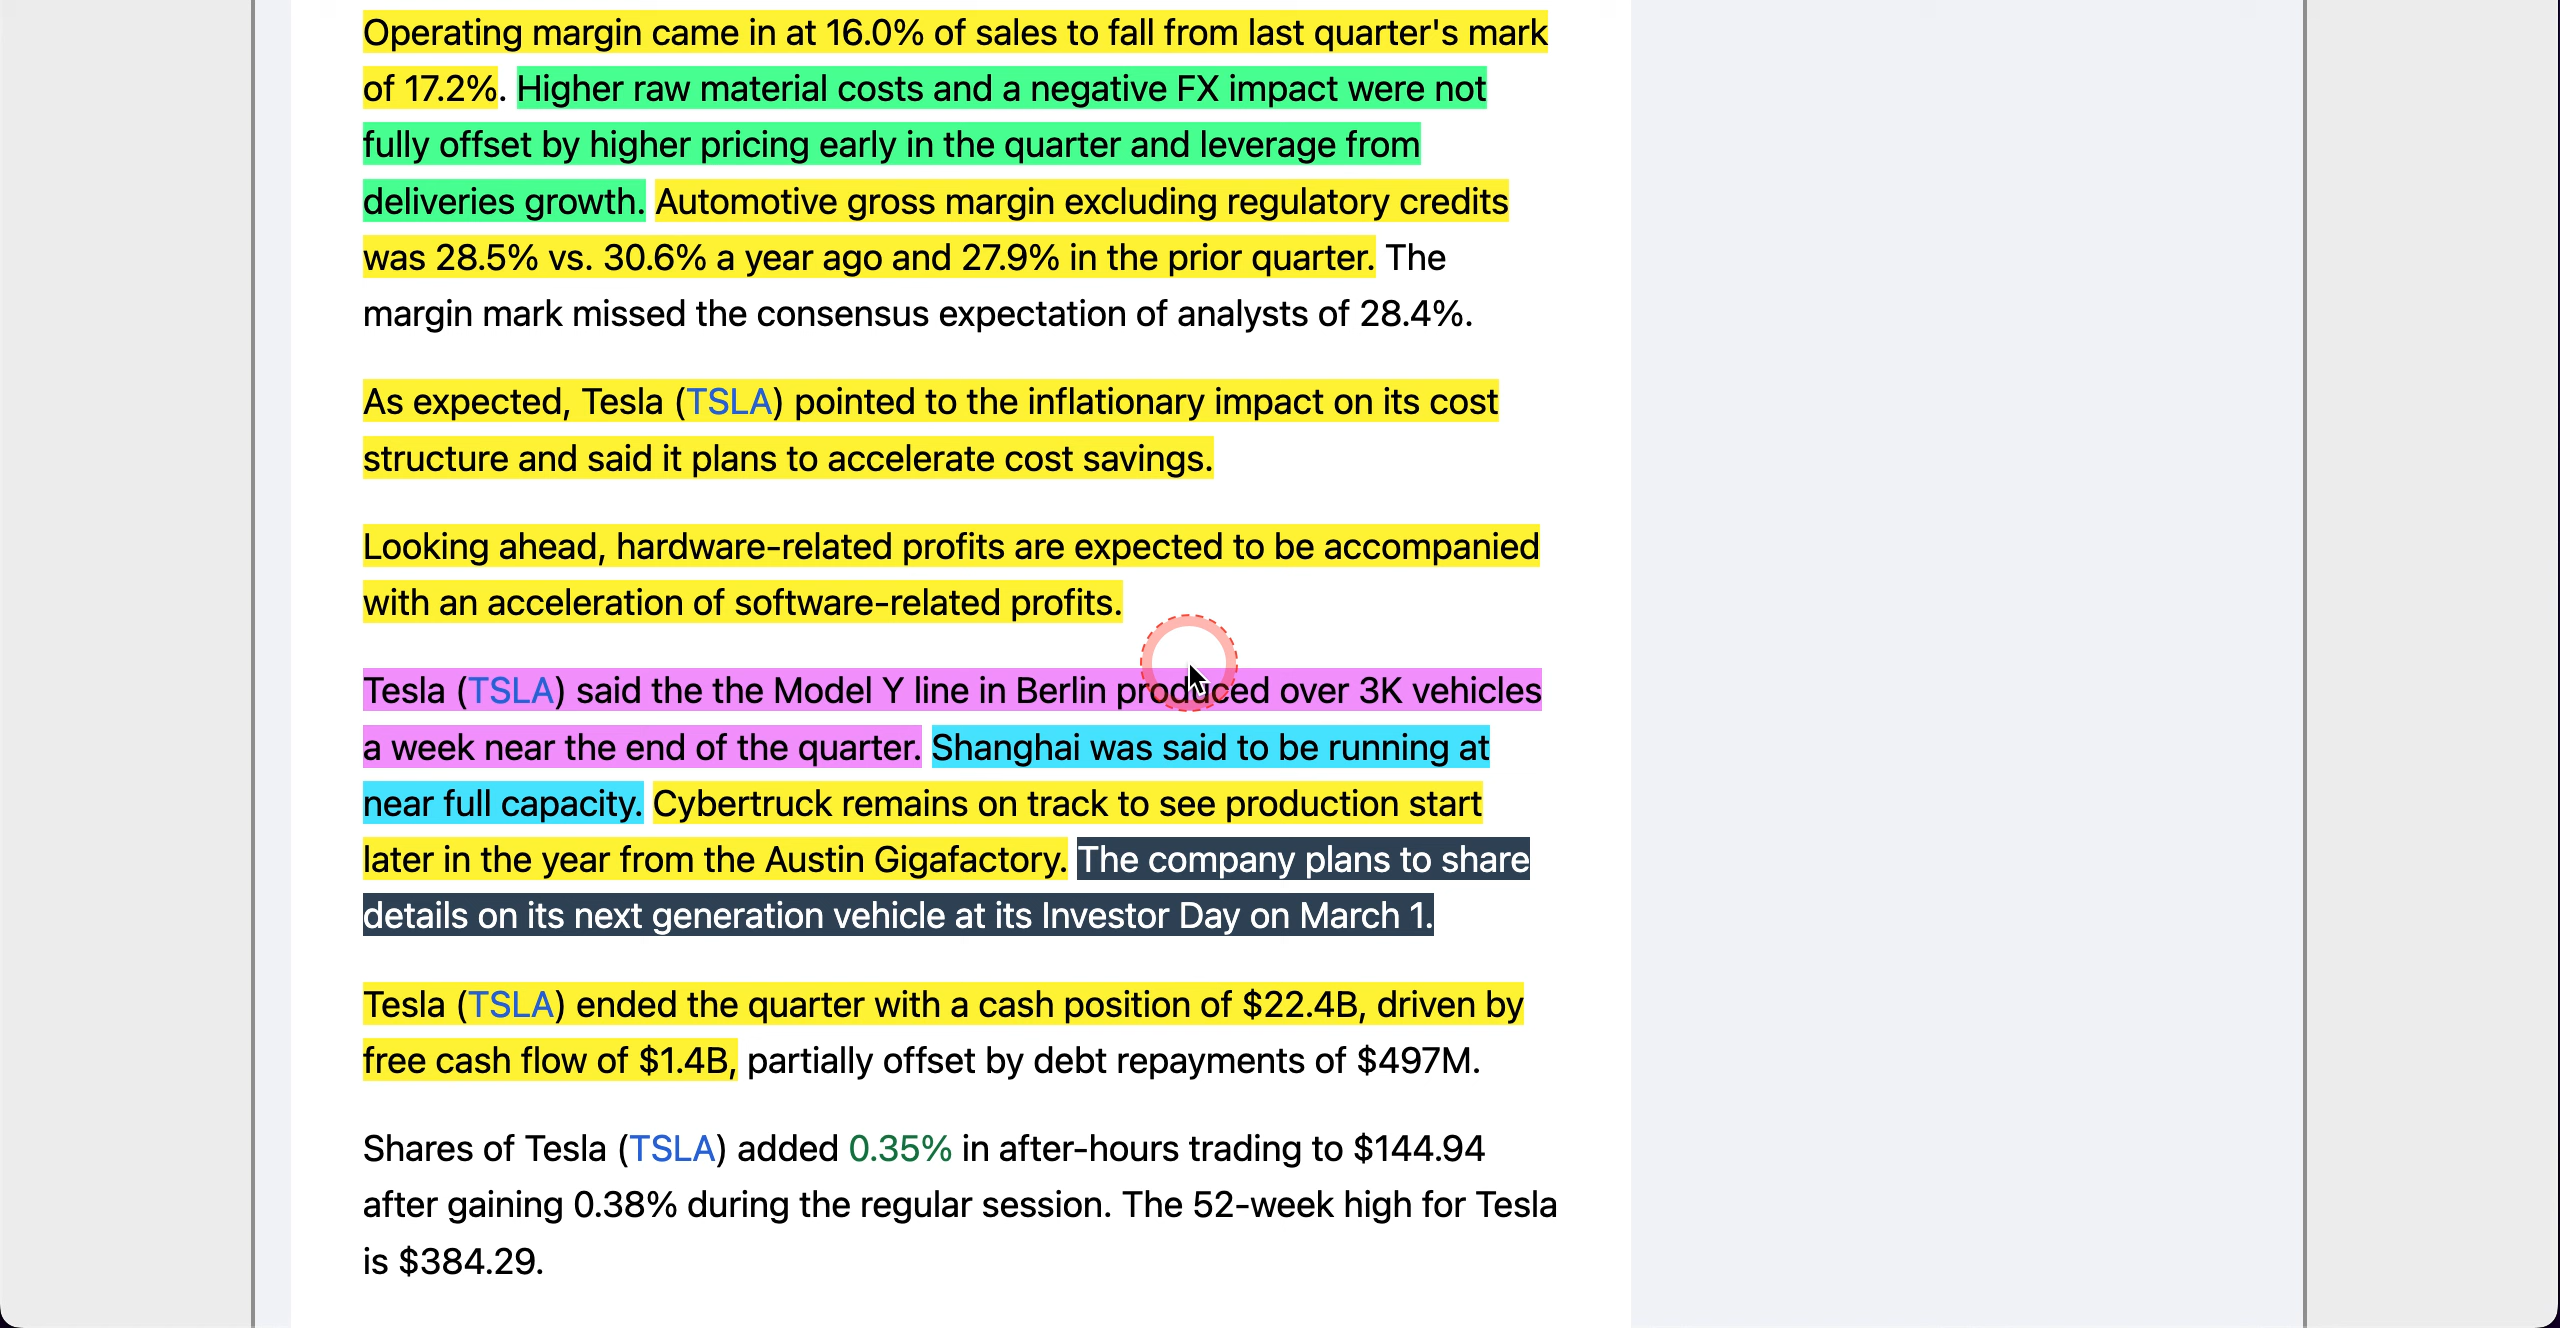 Operating margin came in at 16.0% of sales to fall from last quarter's mark
of 17.2%. Higher raw material costs and a negative FX impact were not
fully offset by higher pricing early in the quarter and leverage from
deliveries growth. Automotive gross margin excluding regulatory credits
was 28.5% vs. 30.6% a year ago and 27.9% in the prior quarter. The
margin mark missed the consensus expectation of analysts of 28.4%.
As expected, Tesla (TSLA) pointed to the inflationary impact on its cost
structure and said it plans to accelerate cost savings.
Looking ahead, hardware-related profits are expected to be accompanied
with an acceleration of software-related profits.
Tesla (TSLA) said the the Model Y line in Berlin produced over 3K vehicles
a week near the end of the quarter. Shanghai was said to be running at
near full capacity. Cybertruck remains on track to see production start
later in the year from the Austin Gigafactory. The company plans to share
details on its next generation vehicle at its Investor Day on March 1.
Tesla (TSLA) ended the quarter with a cash position of $22.4B, driven by
free cash flow of $1.4B, partially offset by debt repayments of $497M.
Shares of Tesla (TSLA) added 0.35% in after-hours trading to $144.94
after gaining 0.38% during the regular session. The 52-week high for Tesla
is $384.29.